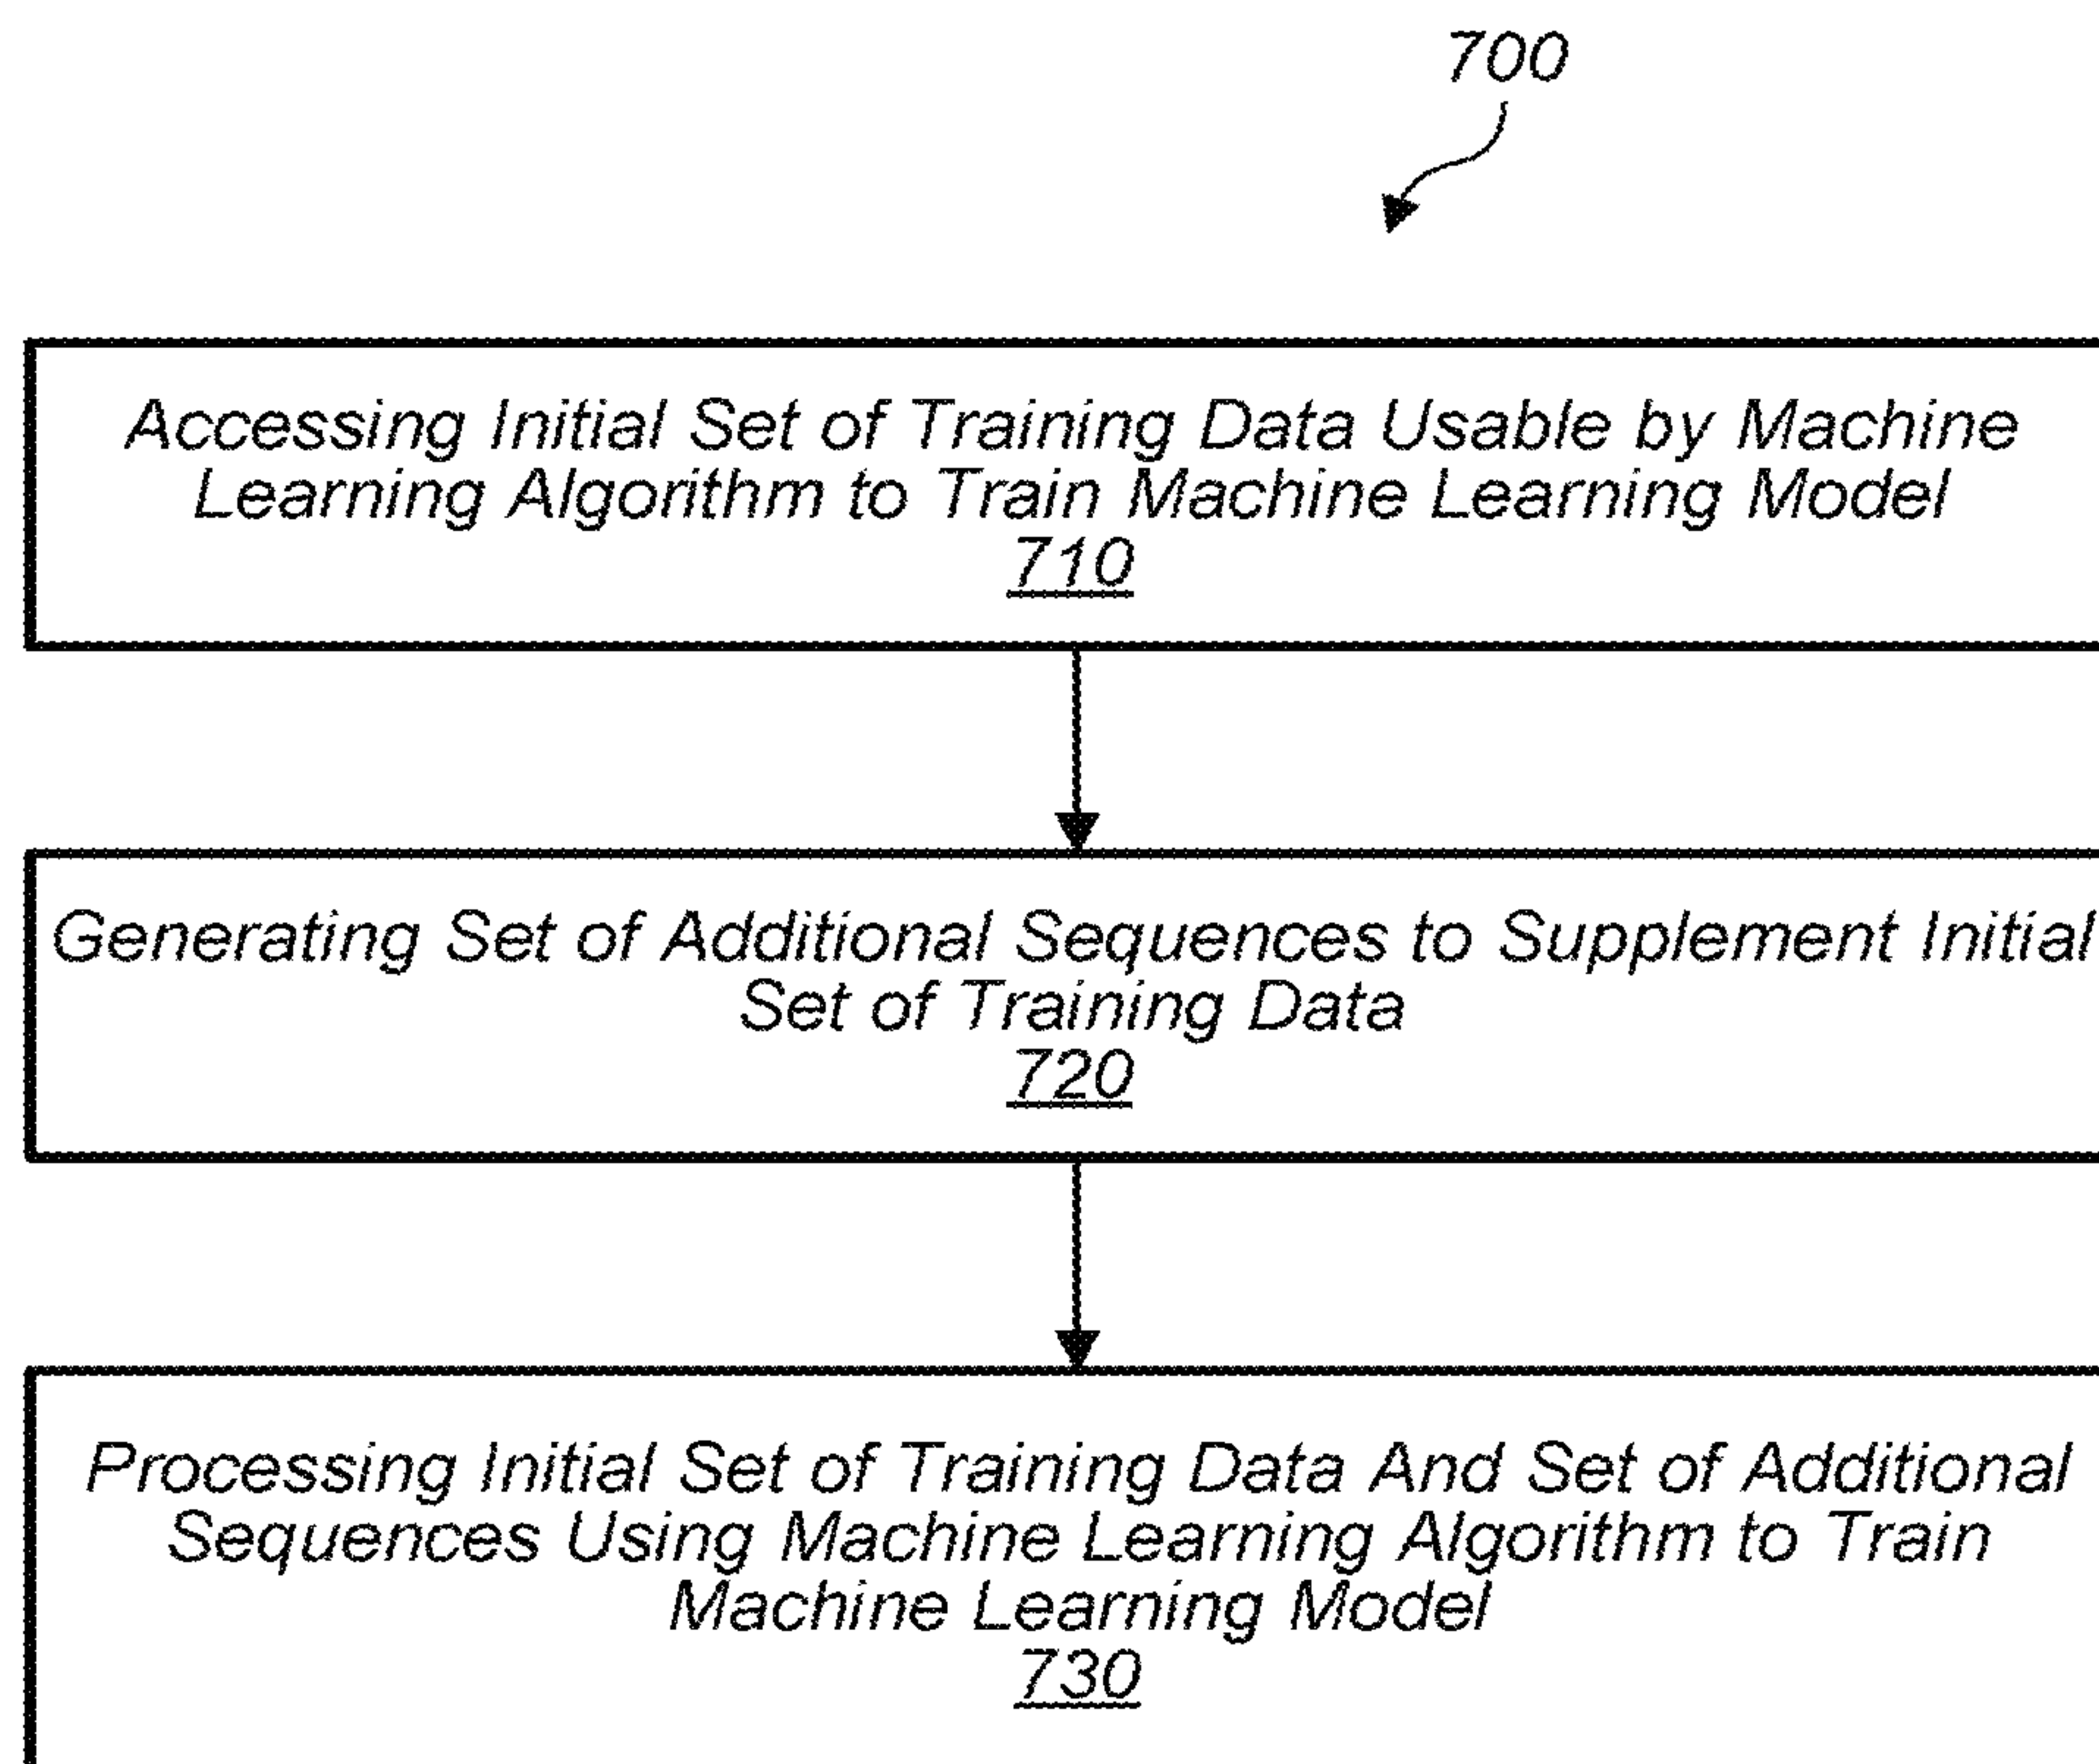 700
Accessing Initial Set of Training Data Usable by Machine
Learning Algorithm to Train Machine Learning Model
710
Generating Set of Additional Sequences to Supplement Initial
Set of Training Data
720
Processing Initial Set of Training Data And Set of Additional
Sequences Using Machine Learning Algorithm to Train
Machine Learning Model
730